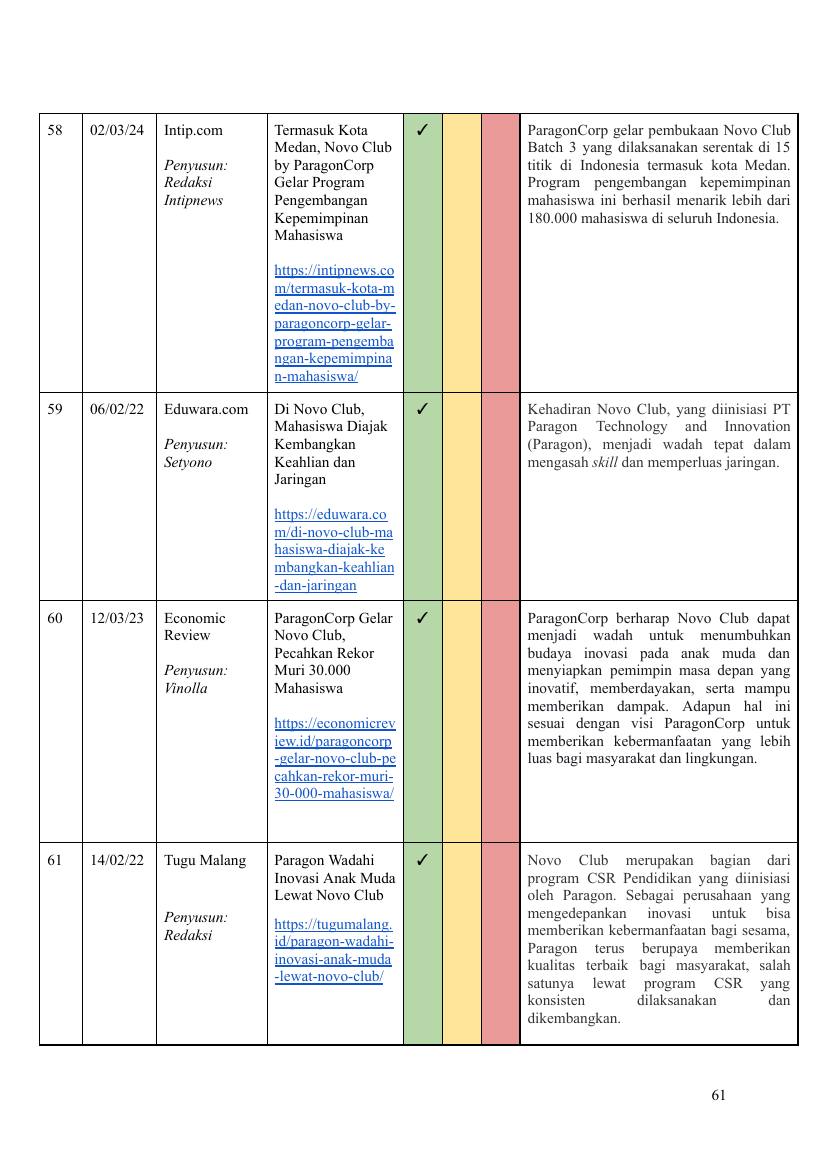 58
02/03/24
Intip.com
Penyusun:
Redaksi
Intipnews
Termasuk Kota
Medan, Novo Club
by ParagonCorp
Gelar Program
Pengembangan
Kepemimpinan
Mahasiswa
https://intipnews.co
m/termasuk-kota-m
edan-novo-club-by-
paragoncorp-gelar-
program-pengemba
ngan-kepemimpina
n-mahasiswa/
✓
ParagonCorp gelar pembukaan Novo Club
Batch 3 yang dilaksanakan serentak di 15
titik di Indonesia termasuk kota Medan.
Program pengembangan kepemimpinan
mahasiswa ini berhasil menarik lebih dari
180.000 mahasiswa di seluruh Indonesia.
59
06/02/22
Eduwara.com
Penyusun:
Setyono
Di Novo Club,
Mahasiswa Diajak
Kembangkan
Keahlian dan
Jaringan
https://eduwara.co
m/di-novo-club-ma
hasiswa-diajak-ke
mbangkan-keahlian
-dan-jaringan
✓
Kehadiran Novo Club, yang diinisiasi PT
Paragon Technology and Innovation
(Paragon), menjadi wadah tepat dalam
mengasah skill dan memperluas jaringan.
60
12/03/23
Economic
Review
Penyusun:
Vinolla
ParagonCorp Gelar
Novo Club,
Pecahkan Rekor
Muri 30.000
Mahasiswa
https://economicrev
iew.id/paragoncorp
-gelar-novo-club-pe
cahkan-rekor-muri-
30-000-mahasiswa/
✓
ParagonCorp berharap Novo Club dapat
menjadi wadah untuk menumbuhkan
budaya inovasi pada anak muda dan
menyiapkan pemimpin masa depan yang
inovatif, memberdayakan, serta mampu
memberikan dampak. Adapun hal ini
sesuai dengan visi ParagonCorp untuk
memberikan kebermanfaatan yang lebih
luas bagi masyarakat dan lingkungan.
61
14/02/22
Tugu Malang
Penyusun:
Redaksi
Paragon Wadahi
Inovasi Anak Muda
Lewat Novo Club
https://tugumalang.
id/paragon-wadahi-
inovasi-anak-muda
-lewat-novo-club/
✓
Novo Club merupakan bagian dari
program CSR Pendidikan yang diinisiasi
oleh Paragon. Sebagai perusahaan yang
mengedepankan inovasi untuk bisa
memberikan kebermanfaatan bagi sesama,
Paragon terus berupaya memberikan
kualitas terbaik bagi masyarakat, salah
satunya lewat program CSR yang
konsisten dilaksanakan dan
dikembangkan.
61